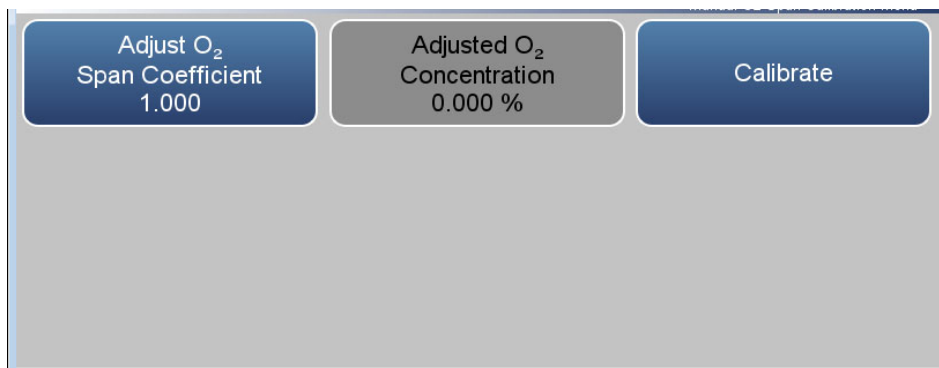 Adjust O₂
Span Coefficient
1.000
Adjusted O₂
Concentration
0.000 %
Calibrate